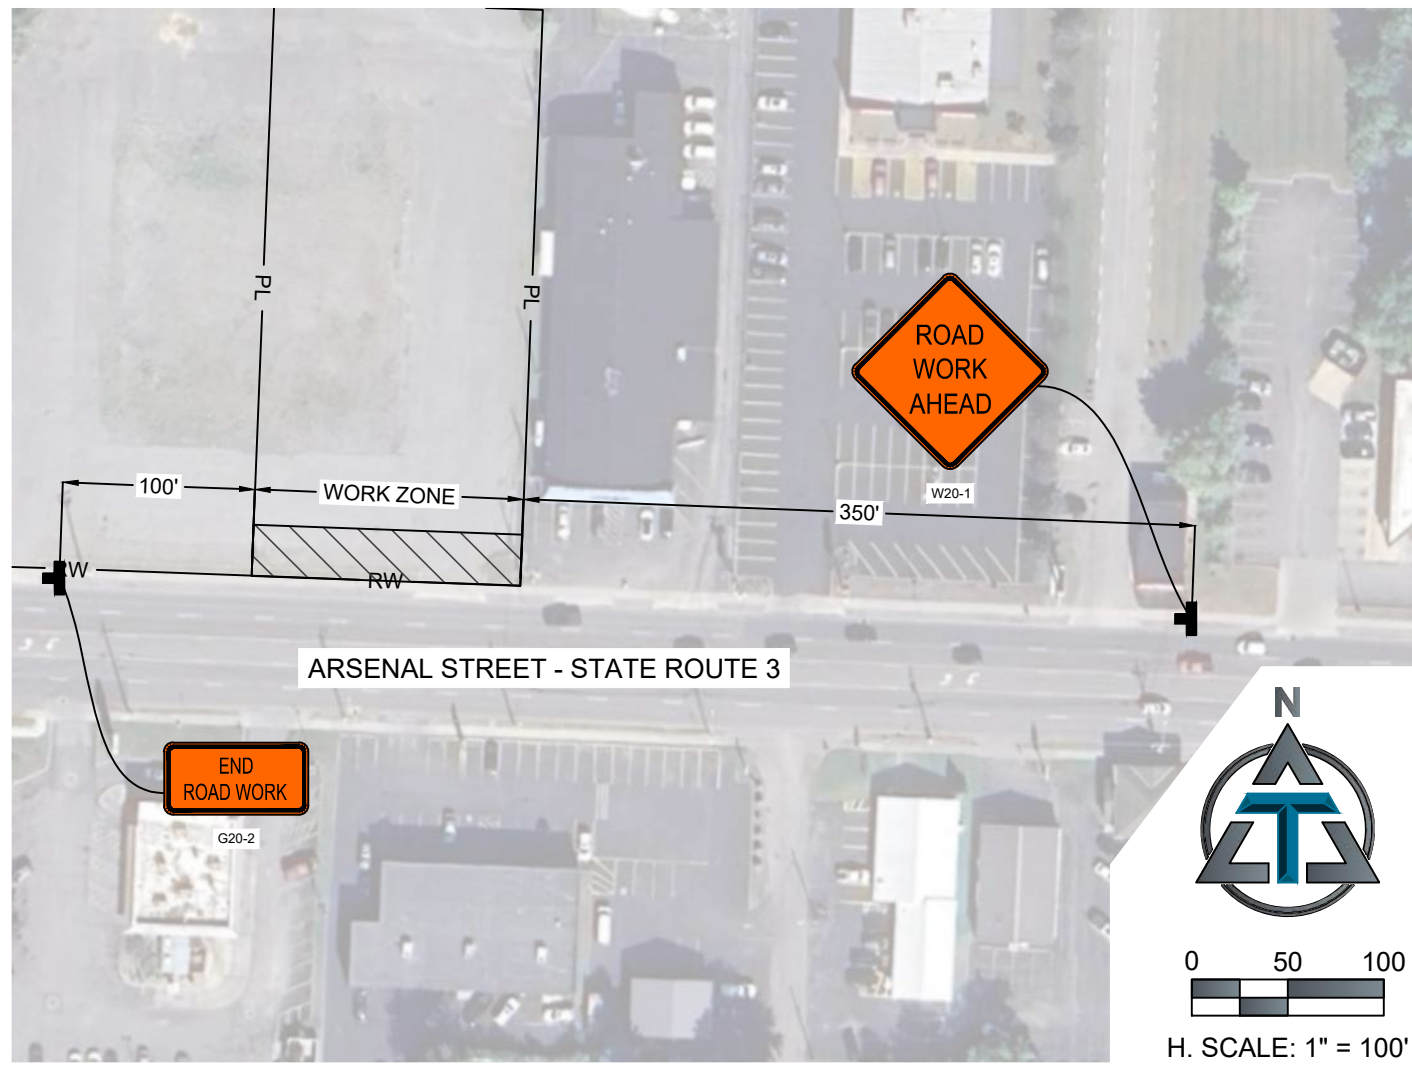 PL
PL
ROAD
WORK
AHEAD
W20-1
100'
WORK ZONE
350'
RW
RW
ARSENAL STREET - STATE ROUTE 3
END
ROAD WORK
G20-2
N
T
0 50 100
H. SCALE: 1" = 100'